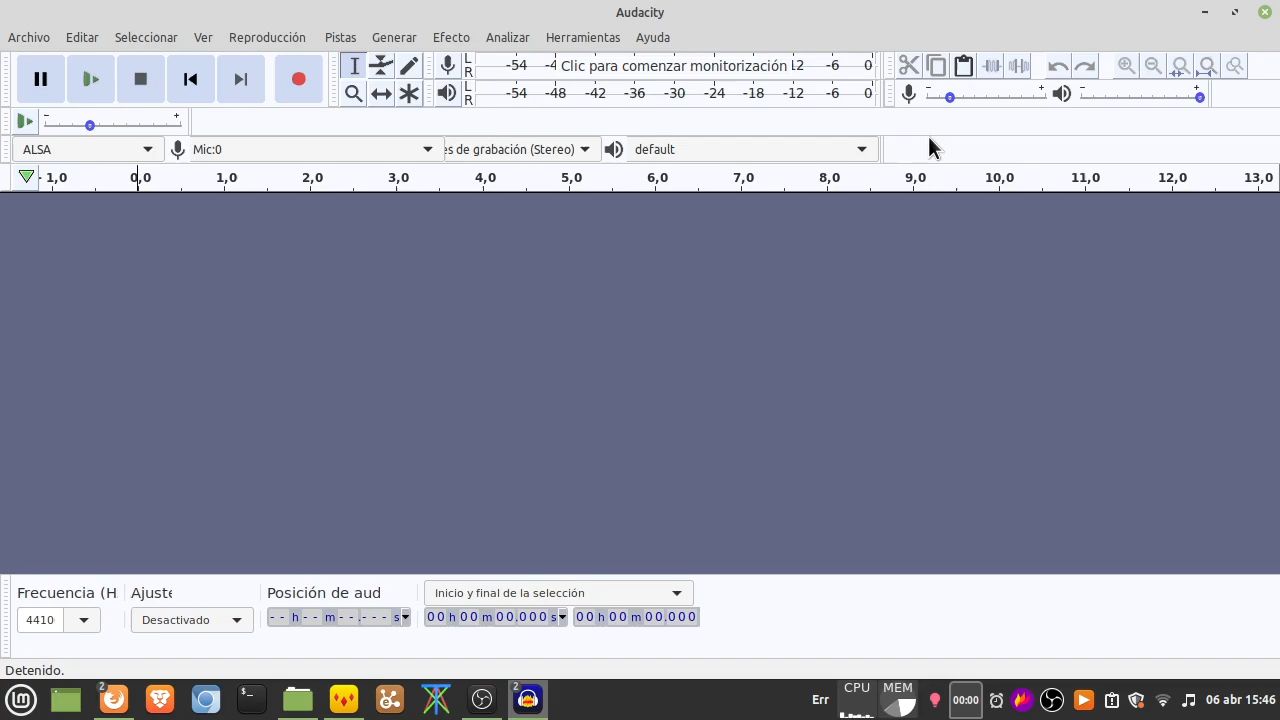 Audacity
Archivo Editar Seleccionar Ver Reproducción Pistas Generar Efecto Analizar Herramientas Ayuda
L
R
-54 -4 Clic para comenzar monitorización 12 -6 0
L
R
-54 -48 -42 -36 -30 -24 -18 -12 -6 0
- +
- +
- +
ALSA Mic:0 es de grabación (Stereo) default
- 1,0 0,0 1,0 2,0 3,0 4,0 5,0 6,0 7,0 8,0 9,0 10,0 11,0 12,0 13,0
Frecuencia (H Ajuste Posición de aud Inicio y final de la selección
4410 Desactivado -- h -- m --.--- s 00 h 00 m 00.000 s 00 h 00 m 00.000
Detenido.
2 $_ 2 Err CPU MEM 00:00 06 abr 15:46